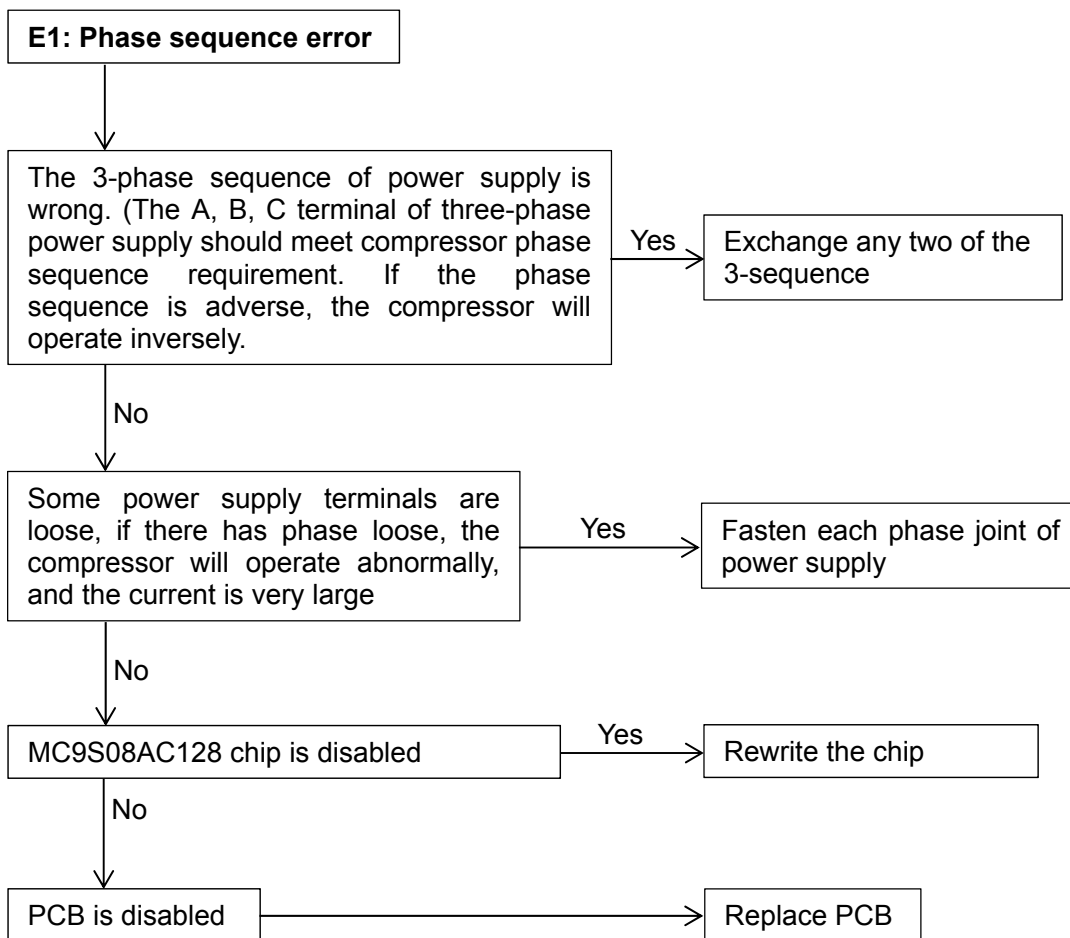 E1: Phase sequence error
The 3-phase sequence of power supply is
wrong. (The A, B, C terminal of three-phase
power supply should meet compressor phase
sequence requirement. If the phase
sequence is adverse, the compressor will
operate inversely.
Yes
Exchange any two of the
3-sequence
No
Some power supply terminals are
loose, if there has phase loose, the
compressor will operate abnormally,
and the current is very large
Yes
Fasten each phase joint of
power supply
No
MC9S08AC128 chip is disabled
Yes
Rewrite the chip
No
PCB is disabled
Replace PCB